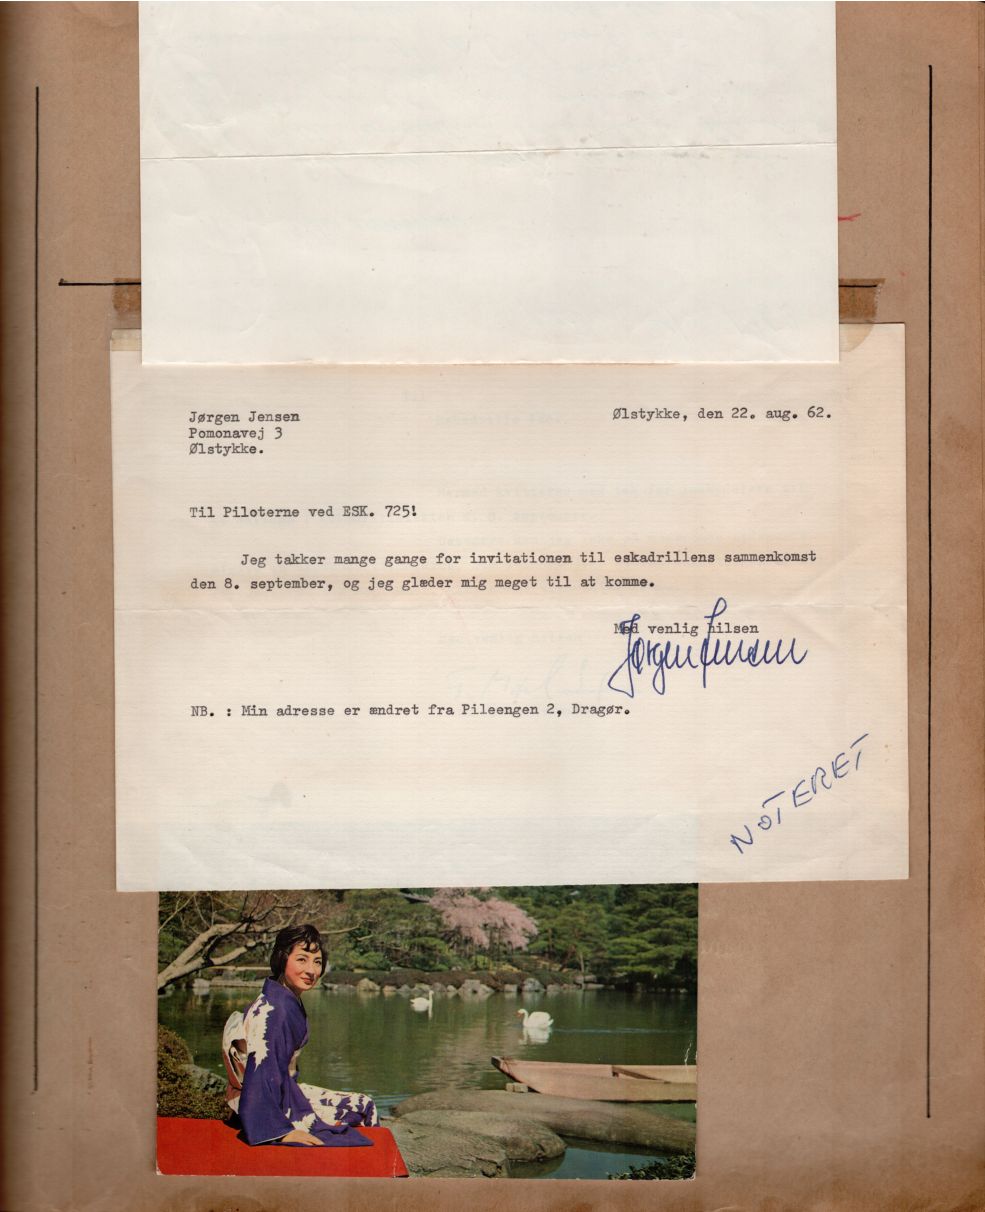 Jørgen Jensen
Ølstykke, den 22. aug. 62.
Pomonavej 3
Ølstykke.
Til Piloterne ved ESK. 725!
Jeg takker mange gange for invitationen til eskadrillens sammenkomst
den 8. september, og jeg glæder mig meget til at komme.
Med venlig hilsen
Jørgen Jensen
NB. : Min adresse er ændret fra Pileengen 2, Dragør.
NOTERET